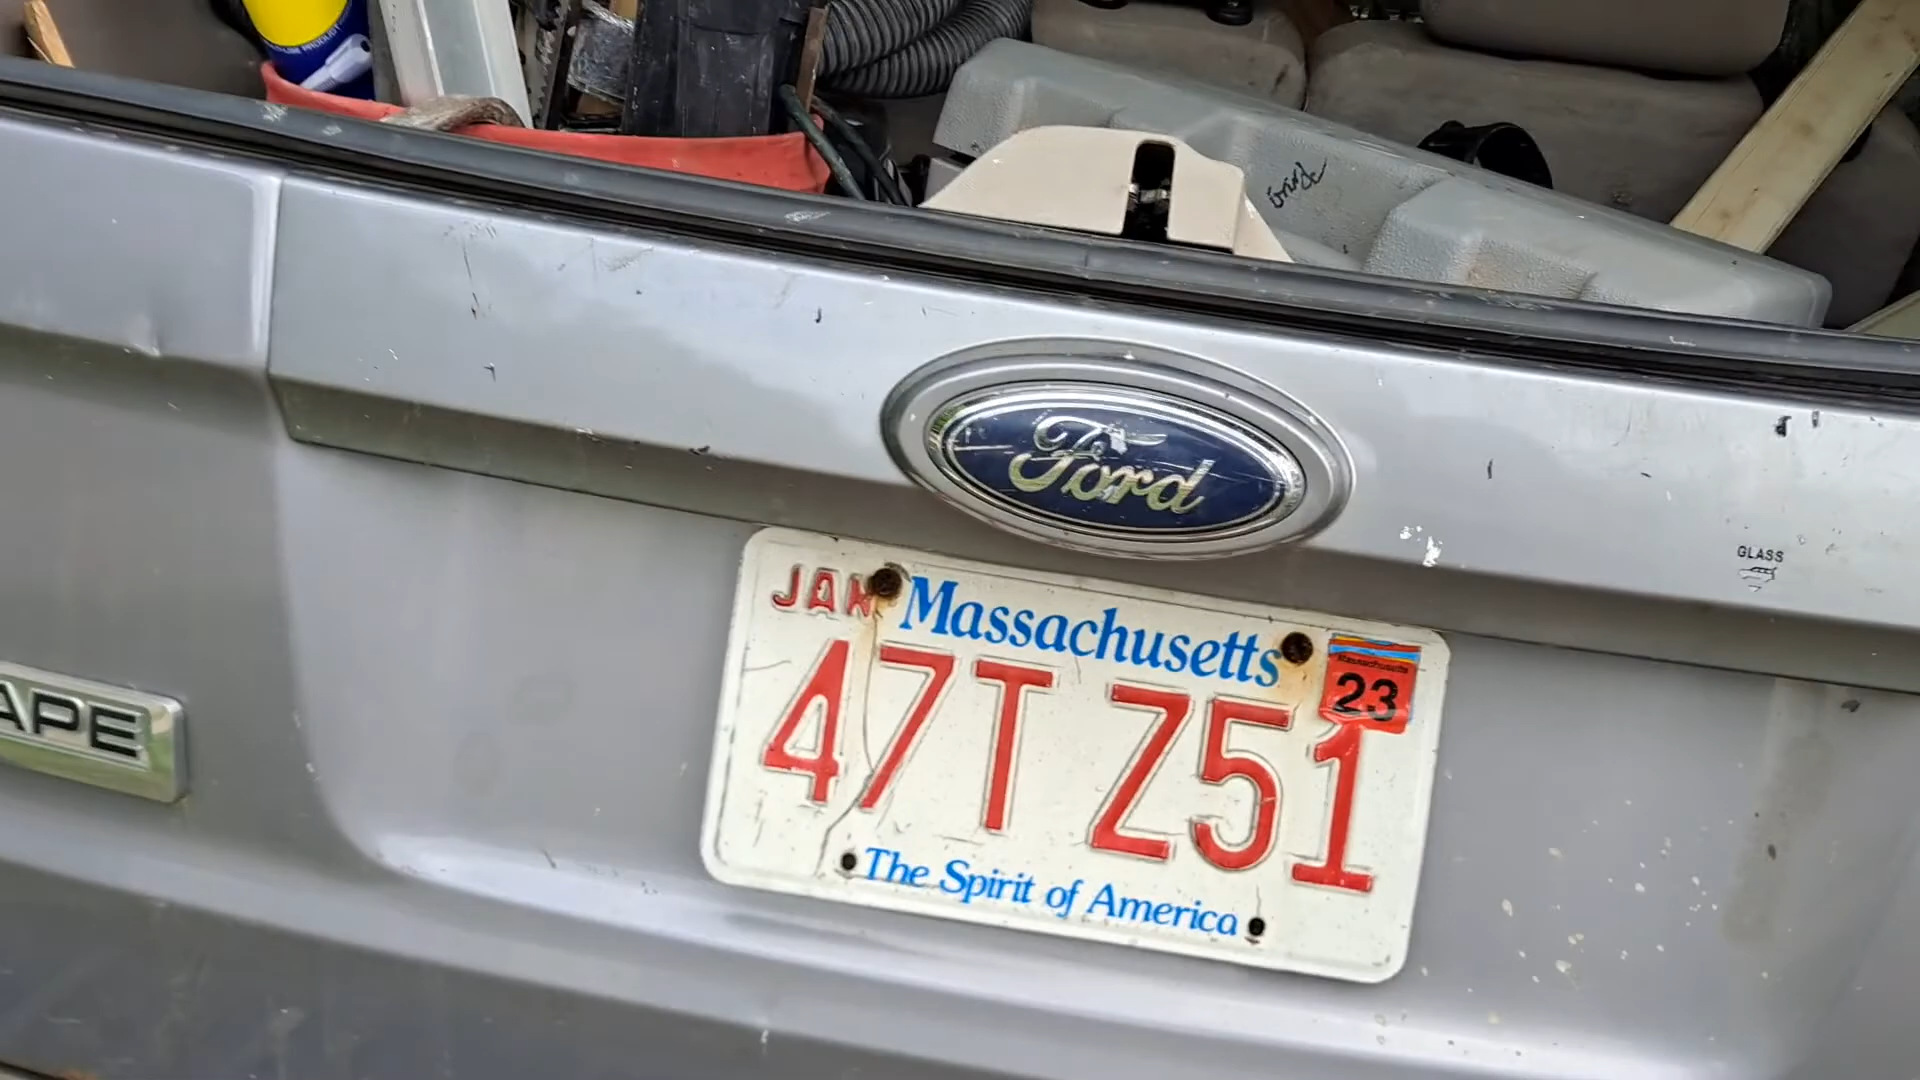 Ford
GLASS
APE
JAN
Massachusetts
Massachusetts
23
47T Z51
The Spirit of America